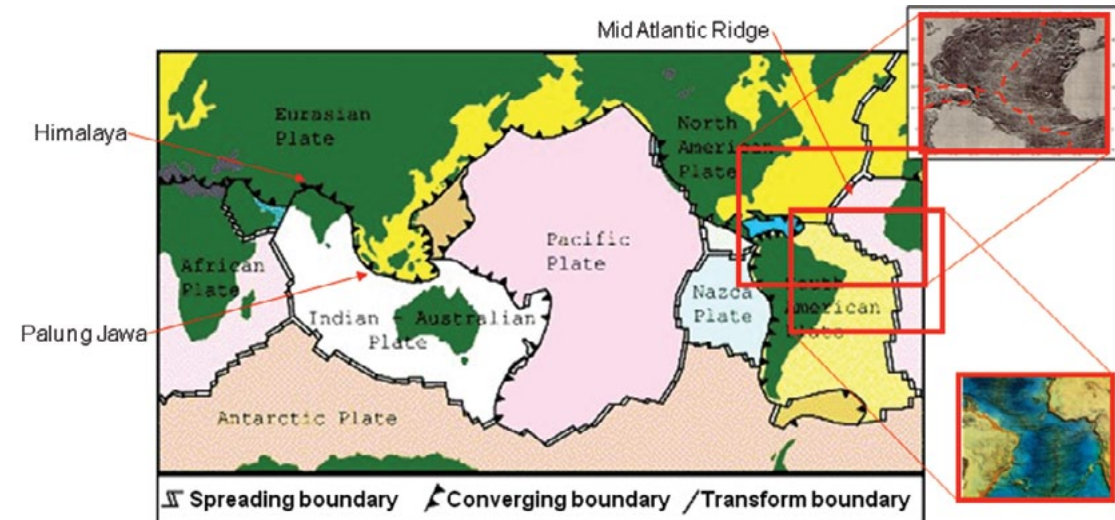 Mid Atlantic Ridge
Himalaya
Eurasian
Plate
North
American
Plate
African
Plate
Pacific
Plate
Palung Jawa
Indian - Australian
Plate
Nazca
Plate
South
American
Plate
Antarctic Plate
Spreading boundary Converging boundary Transform boundary